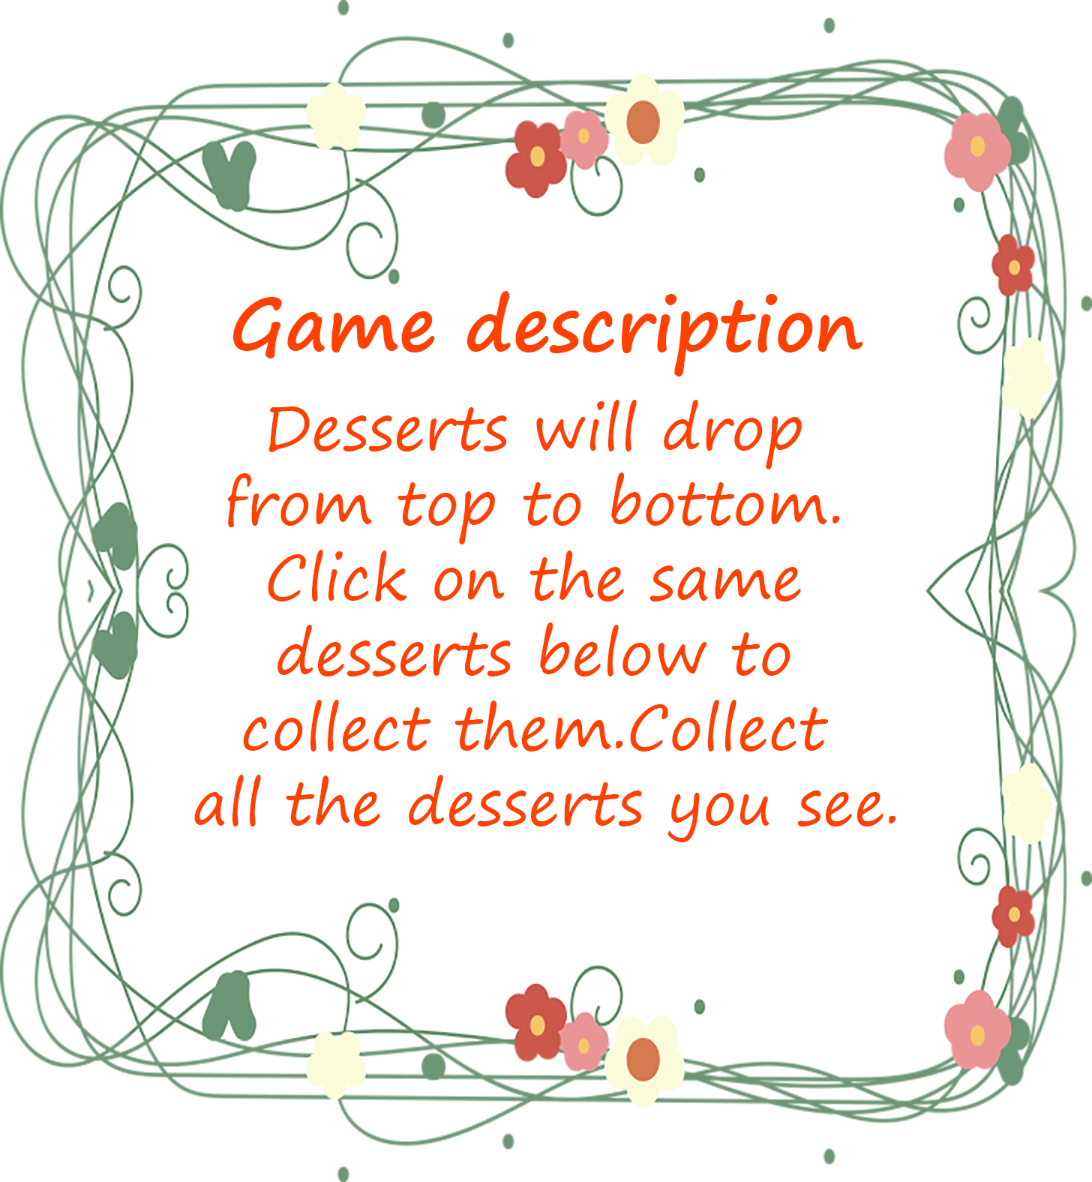 Game description
Desserts will drop
from top to bottom.
Click on the same
desserts below to
collect them.Collect
all the desserts you see.